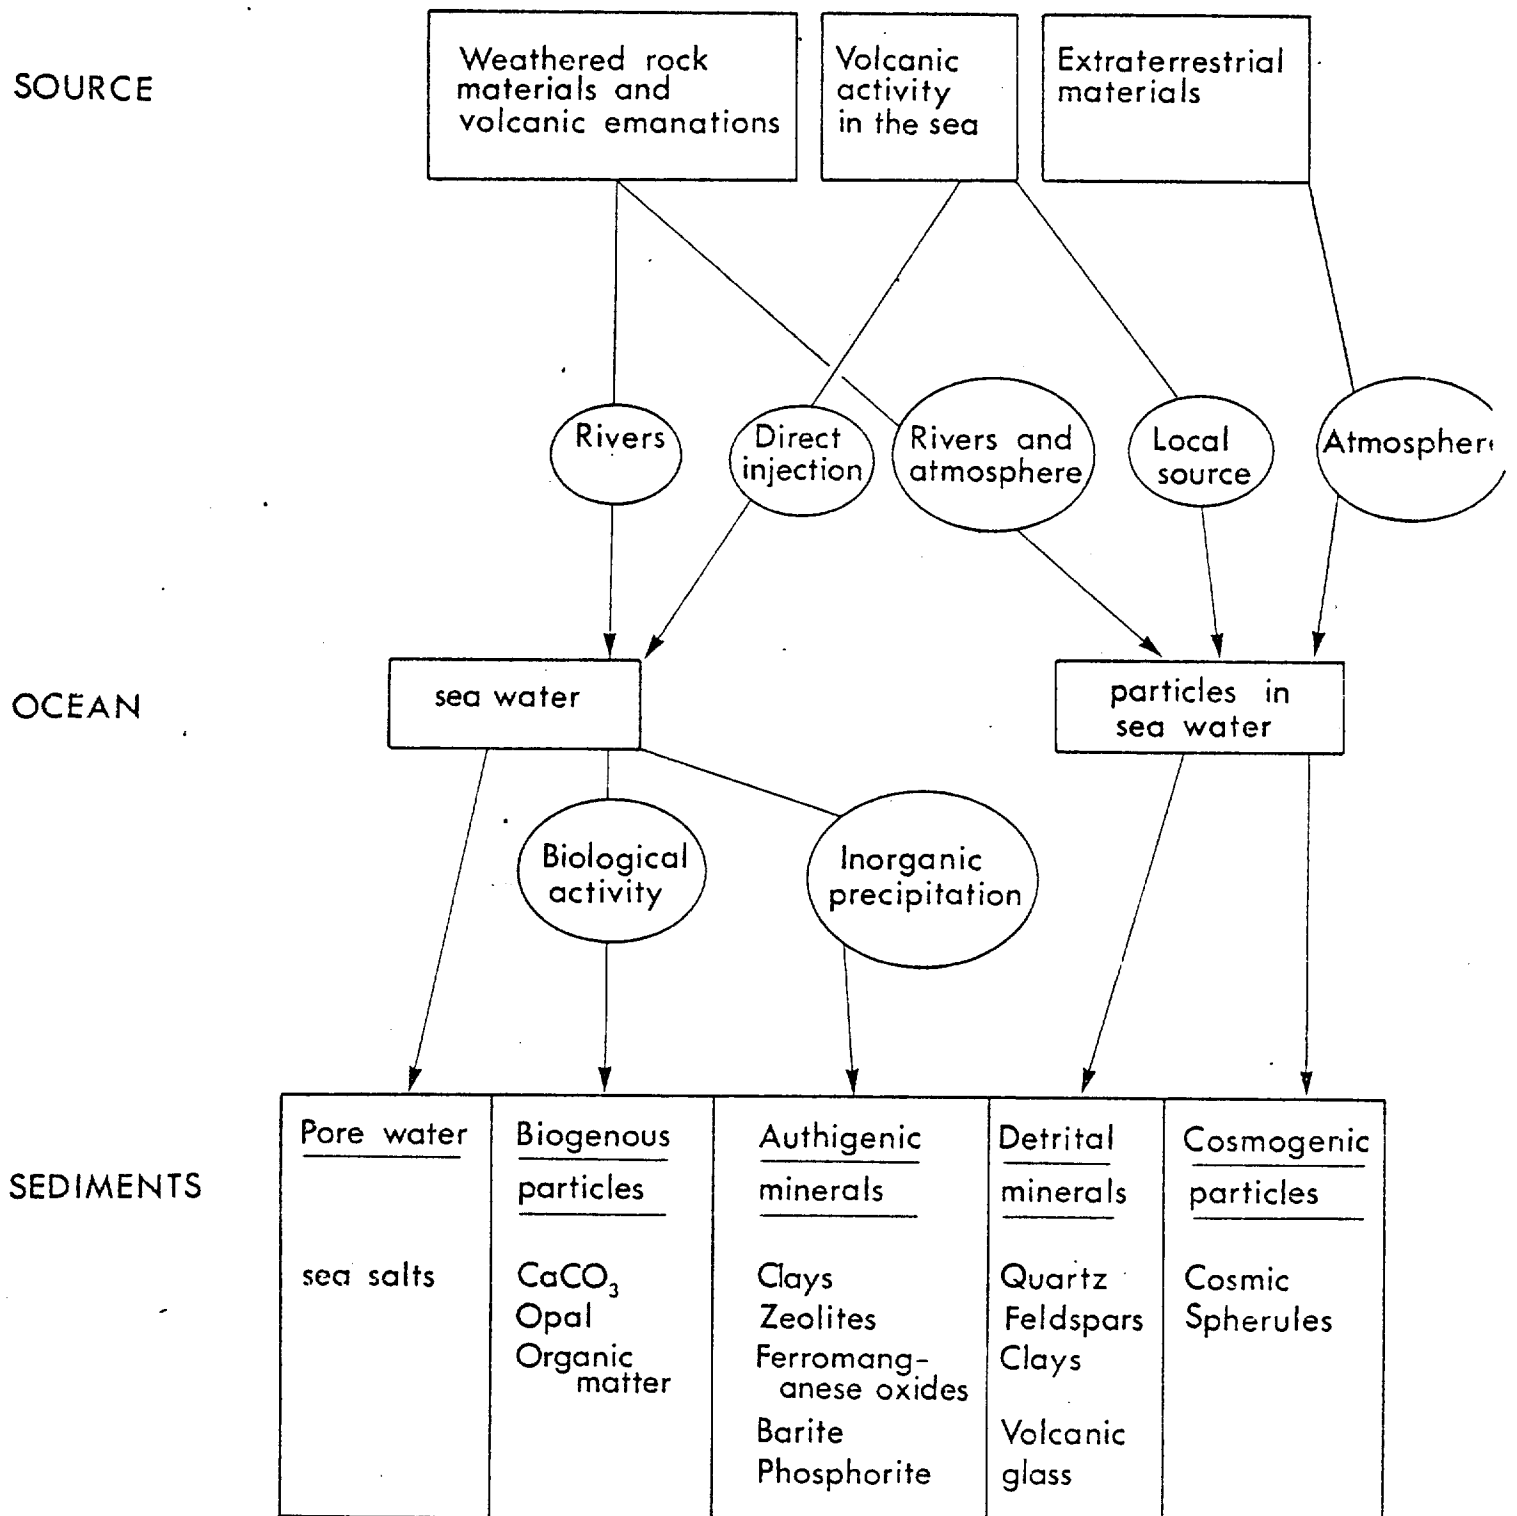 SOURCE
Weathered rock
materials and
volcanic emanations
Volcanic
activity
in the sea
Extraterrestrial
materials
Rivers
Direct
injection
Rivers and
atmosphere
Local
source
Atmosphere
OCEAN
sea water
particles in
sea water
Biological
activity
Inorganic
precipitation
SEDIMENTS
Pore water
sea salts
Biogenous
particles
CaCO₃
Opal
Organic
matter
Authigenic
minerals
Clays
Zeolites
Ferromang-
anese oxides
Barite
Phosphorite
Detrital
minerals
Quartz
Feldspars
Clays
Volcanic
glass
Cosmogenic
particles
Cosmic
Spherules